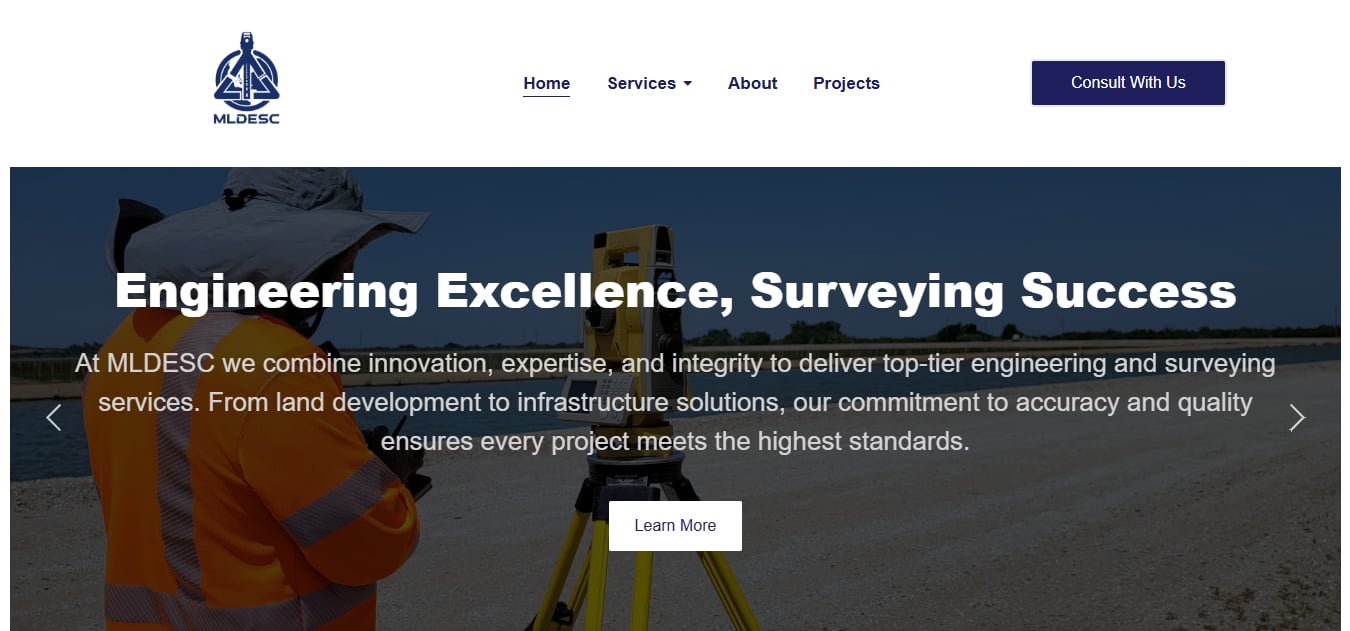 MLDESC
Home
Services
About
Projects
Consult With Us
Engineering Excellence, Surveying Success
At MLDESC we combine innovation, expertise, and integrity to deliver top-tier engineering and surveying
services. From land development to infrastructure solutions, our commitment to accuracy and quality
ensures every project meets the highest standards.
Learn More